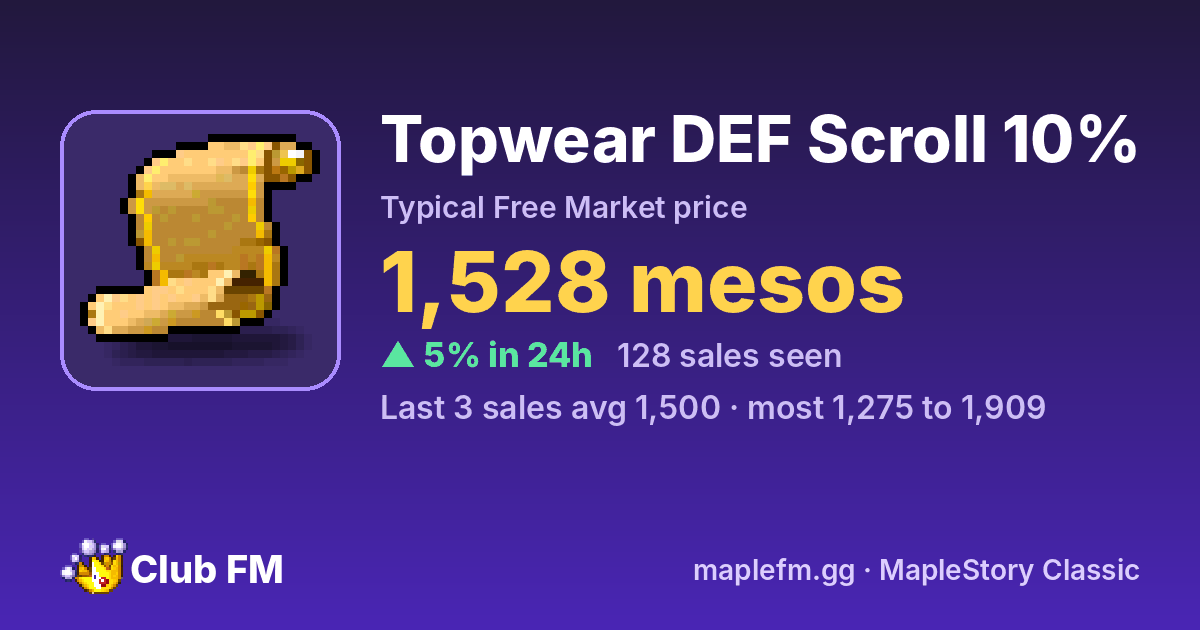 Topwear DEF Scroll 10%
Typical Free Market price
1,528 mesos
▲ 5% in 24h 128 sales seen
Last 3 sales avg 1,500 · most 1,275 to 1,909
Club FM
maplefm.gg · MapleStory Classic